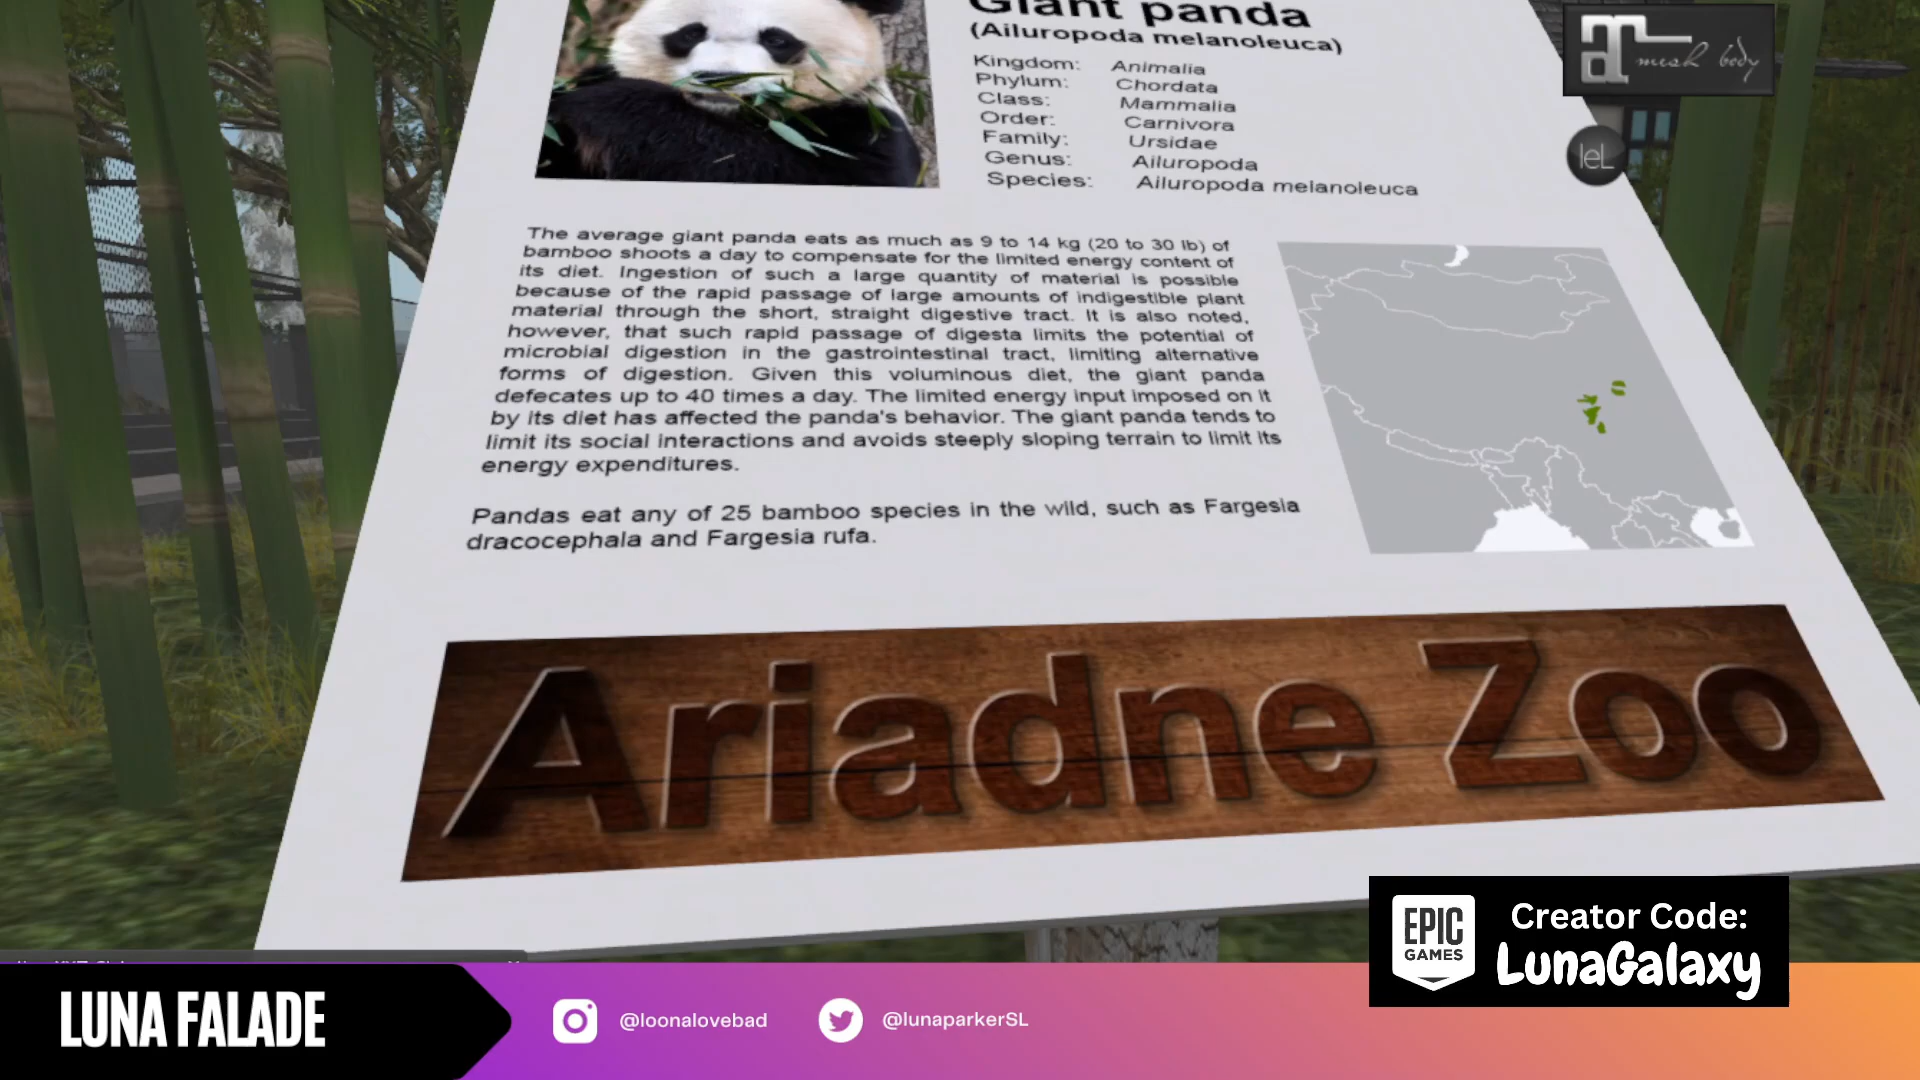 Giant panda
(Ailuropoda melanoleuca)
Kingdom: Animalia
Phylum: Chordata
Class: Mammalia
Order: Carnivora
Family: Ursidae
Genus: Ailuropoda
Species: Ailuropoda melanoleuca
mesh body
leL
The average giant panda eats as much as 9 to 14 kg (20 to 30 lb) of
bamboo shoots a day to compensate for the limited energy content of
its diet. Ingestion of such a large quantity of material is possible
because of the rapid passage of large amounts of indigestible plant
material through the short, straight digestive tract. It is also noted,
however, that such rapid passage of digesta limits the potential of
microbial digestion in the gastrointestinal tract, limiting alternative
forms of digestion. Given this voluminous diet, the giant panda
defecates up to 40 times a day. The limited energy input imposed on it
by its diet has affected the panda's behavior. The giant panda tends to
limit its social interactions and avoids steeply sloping terrain to limit its
energy expenditures.
Pandas eat any of 25 bamboo species in the wild, such as Fargesia
dracocephala and Fargesia rufa.
Ariadne Zoo
EPIC
GAMES
Creator Code:
LunaGalaxy
LUNA FALADE
@loonalovebad
@lunaparkerSL